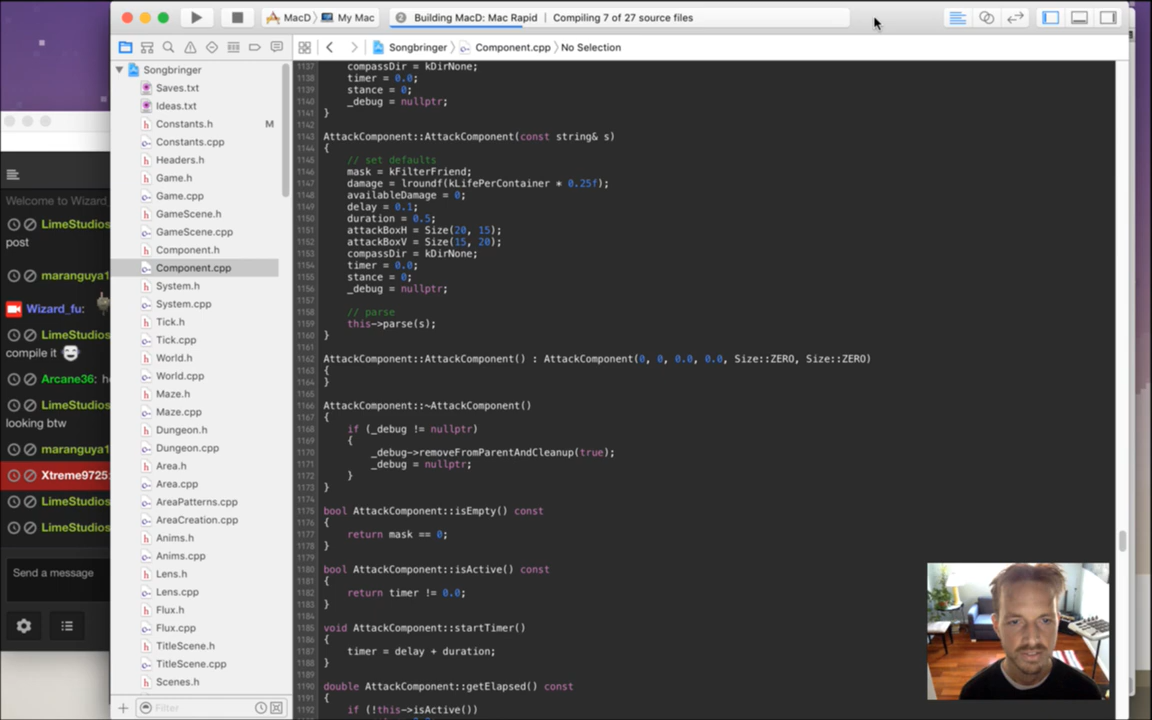 MacD 〉 My Mac
2 Building MacD: Mac Rapid | Compiling 7 of 27 source files
Songbringer 〉 Component.cpp 〉 No Selection
Welcome to Wizard_
LimeStudios
post
maranguya1
Wizard_fu:
LimeStudios
compile it
Arcane36: he
LimeStudios
looking btw
maranguya1
Xtreme9725:
LimeStudios
LimeStudios
Send a message
Songbringer
Saves.txt
Ideas.txt
Constants.h M
Constants.cpp
Headers.h
Game.h
Game.cpp
GameScene.h
GameScene.cpp
Component.h
Component.cpp
System.h
System.cpp
Tick.h
Tick.cpp
World.h
World.cpp
Maze.h
Maze.cpp
Dungeon.h
Dungeon.cpp
Area.h
Area.cpp
AreaPatterns.cpp
AreaCreation.cpp
Anims.h
Anims.cpp
Lens.h
Lens.cpp
Flux.h
Flux.cpp
TitleScene.h
TitleScene.cpp
Scenes.h
Filter
1137 compassDir = kDirNone;
1138 timer = 0.0;
1139 stance = 0;
1140 _debug = nullptr;
1141 }
1142
1143 AttackComponent::AttackComponent(const string& s)
1144 {
1145 // set defaults
1146 mask = kFilterFriend;
1147 damage = lroundf(kLifePerContainer * 0.25f);
1148 availableDamage = 0;
1149 delay = 0.1;
1150 duration = 0.5;
1151 attackBoxH = Size(20, 15);
1152 attackBoxV = Size(15, 20);
1153 compassDir = kDirNone;
1154 timer = 0.0;
1155 stance = 0;
1156 _debug = nullptr;
1157
1158 // parse
1159 this->parse(s);
1160 }
1161
1162 AttackComponent::AttackComponent() : AttackComponent(0, 0, 0.0, 0.0, Size::ZERO, Size::ZERO)
1163 {
1164 }
1165
1166 AttackComponent::~AttackComponent()
1167 {
1168 if (_debug != nullptr)
1169 {
1170 _debug->removeFromParentAndCleanup(true);
1171 _debug = nullptr;
1172 }
1173 }
1174
1175 bool AttackComponent::isEmpty() const
1176 {
1177 return mask == 0;
1178 }
1179
1180 bool AttackComponent::isActive() const
1181 {
1182 return timer != 0.0;
1183 }
1184
1185 void AttackComponent::startTimer()
1186 {
1187 timer = delay + duration;
1188 }
1189
1190 double AttackComponent::getElapsed() const
1191 {
1192 if (!this->isActive())